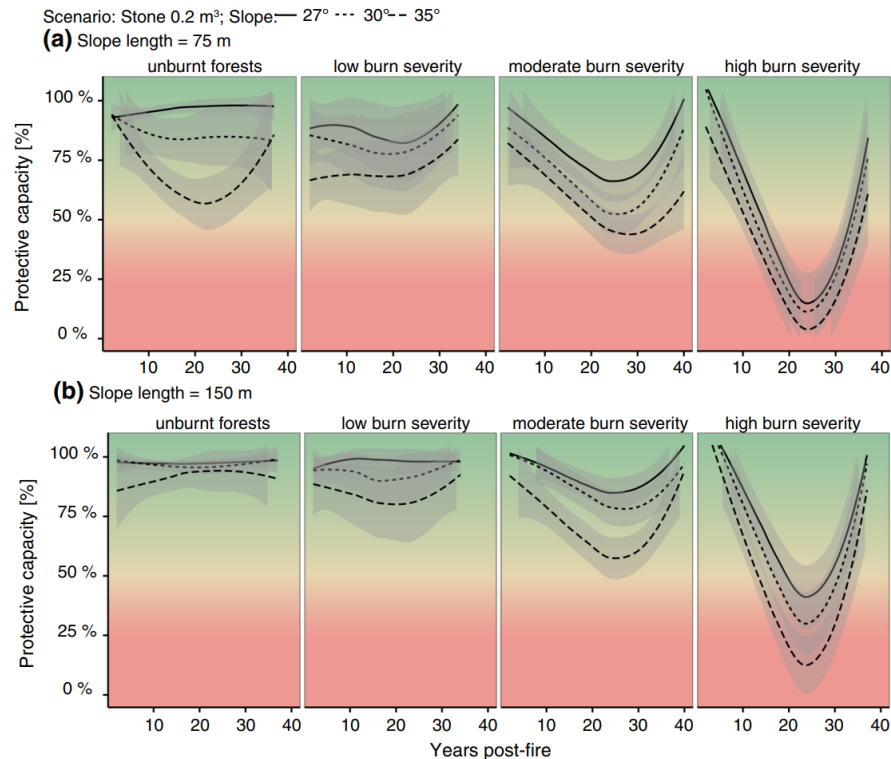 Scenario: Stone 0.2 m³; Slope: 27° 30° 35°
(a) Slope length = 75 m
unburnt forests low burn severity moderate burn severity high burn severity
100 %
75 %
50 %
25 %
0 %
Protective capacity [%]
10 20 30 40 10 20 30 40 10 20 30 40 10 20 30 40
(b) Slope length = 150 m
unburnt forests low burn severity moderate burn severity high burn severity
100 %
75 %
50 %
25 %
0 %
Protective capacity [%]
10 20 30 40 10 20 30 40 10 20 30 40 10 20 30 40
Years post-fire